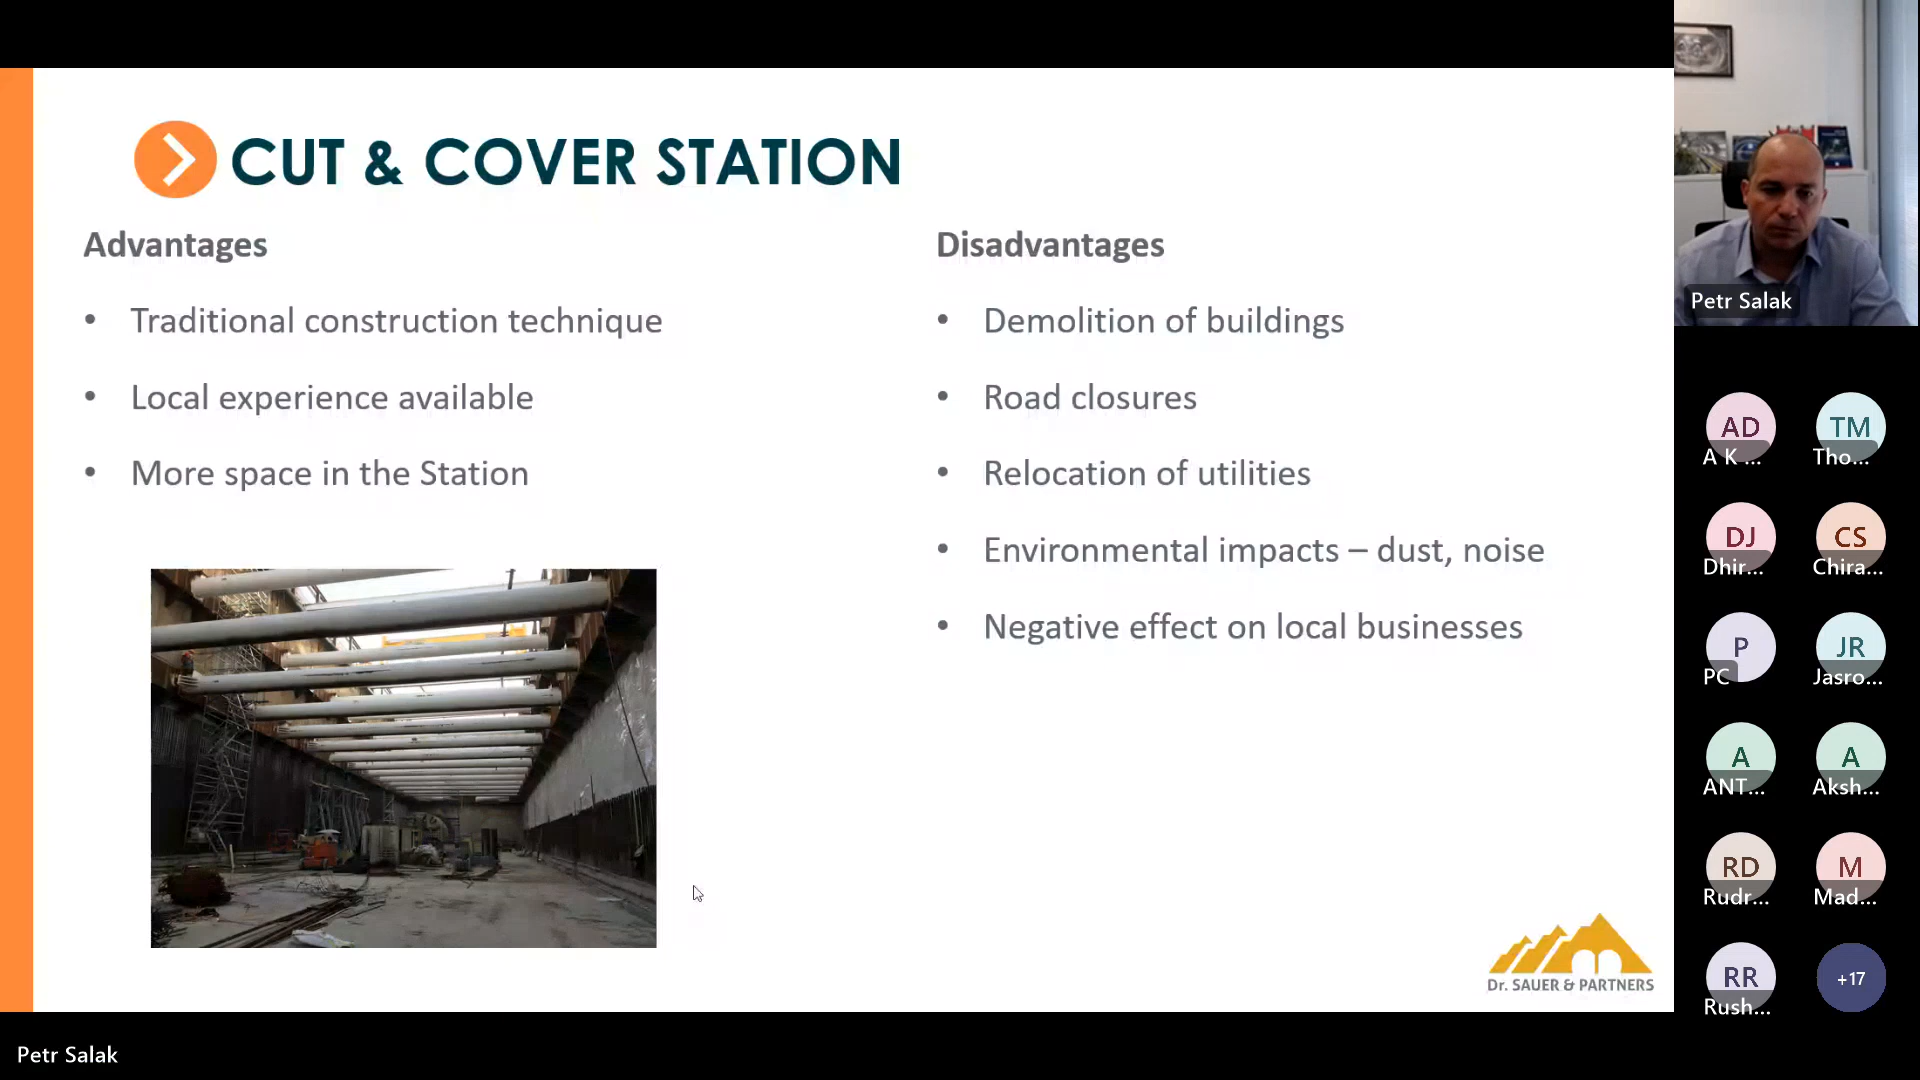 CUT & COVER STATION
Advantages
• Traditional construction technique
• Local experience available
• More space in the Station
Disadvantages
• Demolition of buildings
• Road closures
• Relocation of utilities
• Environmental impacts – dust, noise
• Negative effect on local businesses
Dr. SAUER & PARTNERS
Petr Salak
AD
A K ...
TM
Tho...
DJ
Dhir...
CS
Chira...
P
PC
JR
Jasro...
A
ANT...
A
Aksh...
RD
Rudr...
M
Mad...
RR
Rush...
+17
Petr Salak